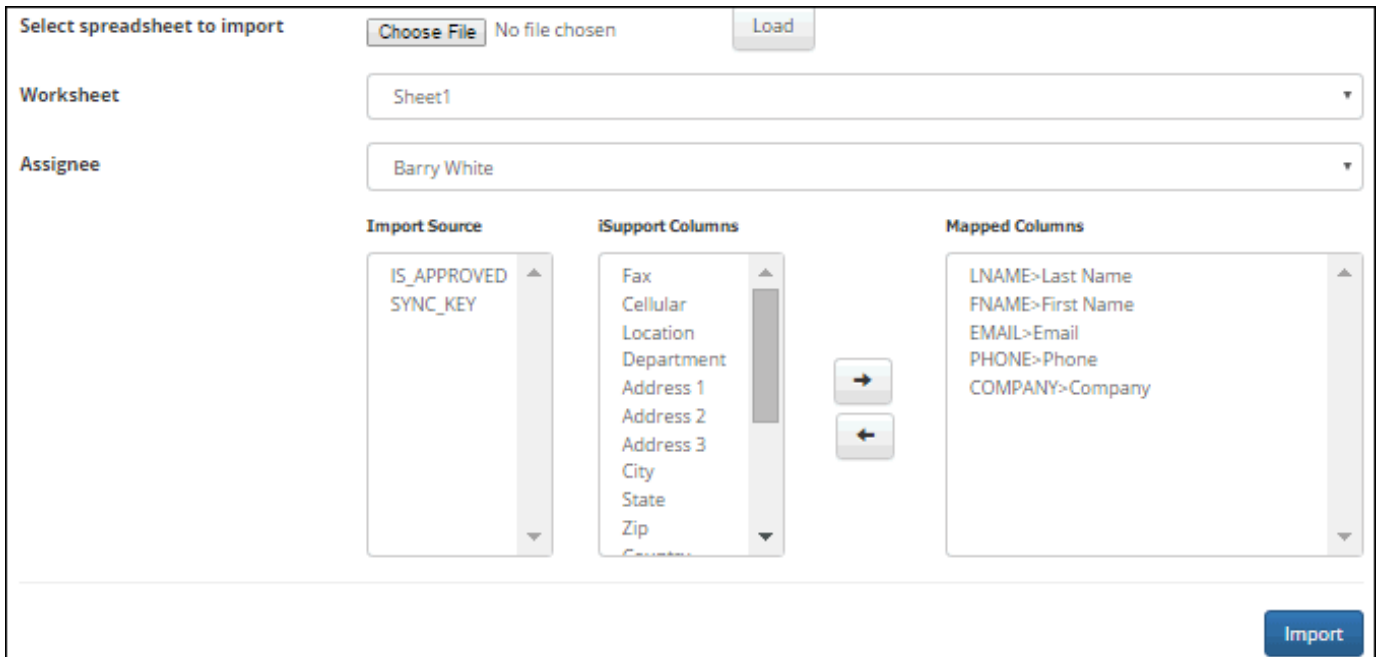 Select spreadsheet to import
Choose File No file chosen
Load
Worksheet
Sheet1
Assignee
Barry White
Import Source
iSupport Columns
Mapped Columns
IS_APPROVED
SYNC_KEY
Fax
Cellular
Location
Department
Address 1
Address 2
Address 3
City
State
Zip
Country
LNAME>Last Name
FNAME>First Name
EMAIL>Email
PHONE>Phone
COMPANY>Company
Import